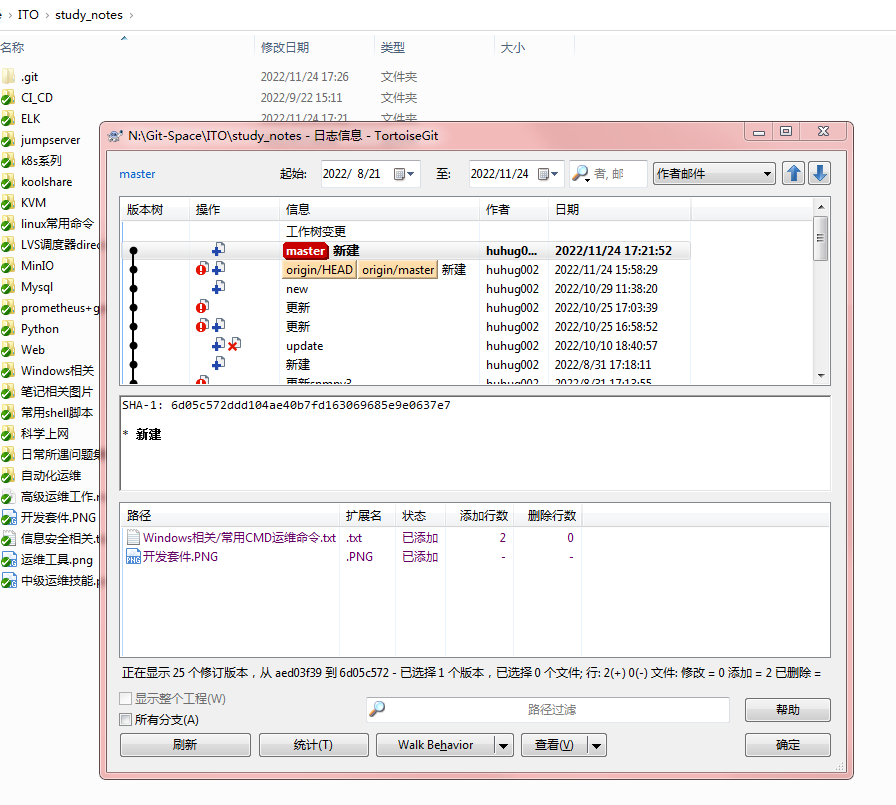 › ITO › study_notes ›
名称 修改日期 类型 大小
.git 2022/11/24 17:26 文件夹
CI_CD 2022/9/22 15:11 文件夹
ELK 2022/11/24 17:21 文件夹
jumpserver
k8s系列
koolshare
KVM
linux常用命令
LVS调度器direc
MinIO
Mysql
prometheus+g
Python
Web
Windows相关
笔记相关图片
常用shell脚本
科学上网
日常所遇问题集
自动化运维
高级运维工作.r
开发套件.PNG
信息安全相关.t
运维工具.png
中级运维技能.p
N:\Git-Space\ITO\study_notes - 日志信息 - TortoiseGit
master 起始: 2022/ 8/21 至: 2022/11/24 者, 邮 作者邮件
版本树 操作 信息 作者 日期
工作树变更
master 新建 huhug0... 2022/11/24 17:21:52
origin/HEAD origin/master 新建 huhug002 2022/11/24 15:58:29
new huhug002 2022/10/29 11:38:20
更新 huhug002 2022/10/25 17:03:39
更新 huhug002 2022/10/25 16:58:52
update huhug002 2022/10/10 18:40:57
新建 huhug002 2022/8/31 17:18:11
更新snmpv3 huhug002 2022/8/31 17:13:55
SHA-1: 6d05c572ddd104ae40b7fd163069685e9e0637e7
* 新建
路径 扩展名 状态 添加行数 删除行数
Windows相关/常用CMD运维命令.txt .txt 已添加 2 0
开发套件.PNG .PNG 已添加 - -
正在显示 25 个修订版本，从 aed03f39 到 6d05c572 - 已选择 1 个版本，已选择 0 个文件; 行: 2(+) 0(-) 文件: 修改 = 0 添加 = 2 已删除 =
显示整个工程(W)
路径过滤 帮助
所有分支(A)
刷新 统计(T) Walk Behavior 查看(V) 确定